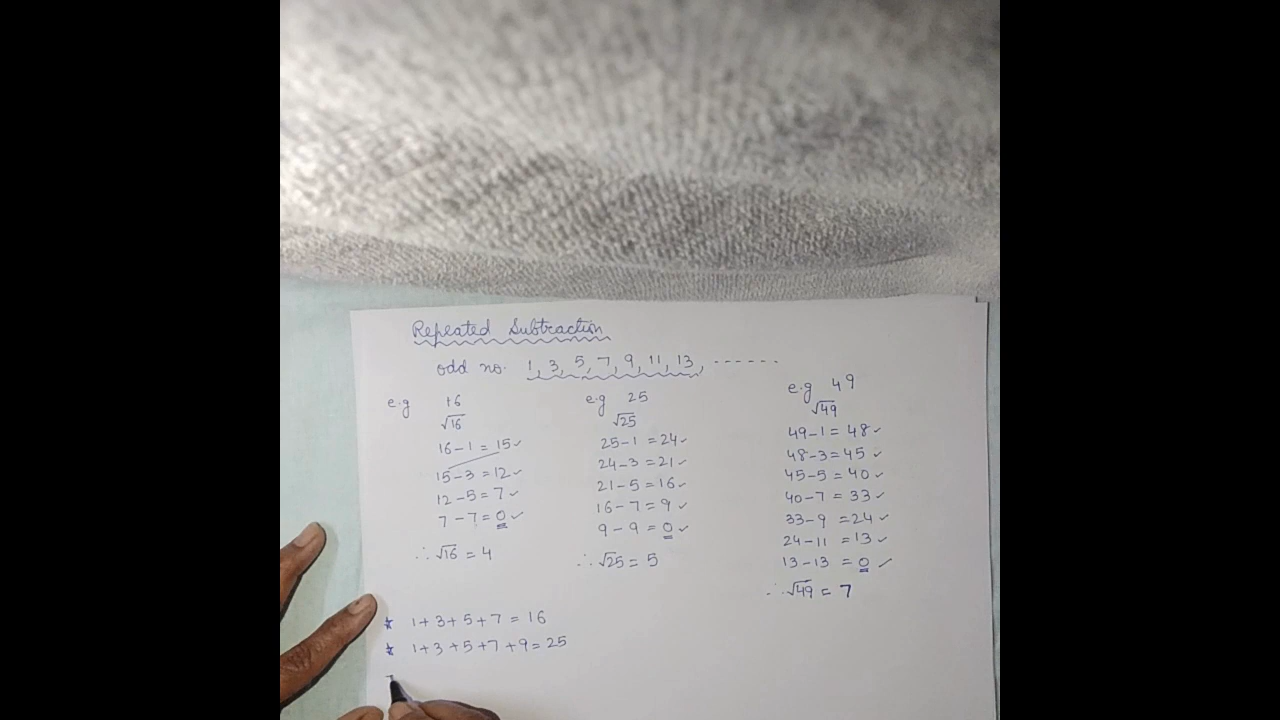 Repeated Subtraction
odd no. 1, 3, 5, 7, 9, 11, 13, ------
e.g 16
√16
16-1 = 15✓
15-3 = 12✓
12-5 = 7✓
7-7 = 0✓
∴ √16 = 4
e.g 25
√25
25-1 = 24✓
24-3 = 21✓
21-5 = 16✓
16-7 = 9✓
9-9 = 0✓
∴ √25 = 5
e.g 49
√49
49-1 = 48✓
48-3 = 45✓
45-5 = 40✓
40-7 = 33✓
33-9 = 24✓
24-11 = 13✓
13-13 = 0✓
∴ √49 = 7
* 1+3+5+7 = 16
* 1+3+5+7+9 = 25